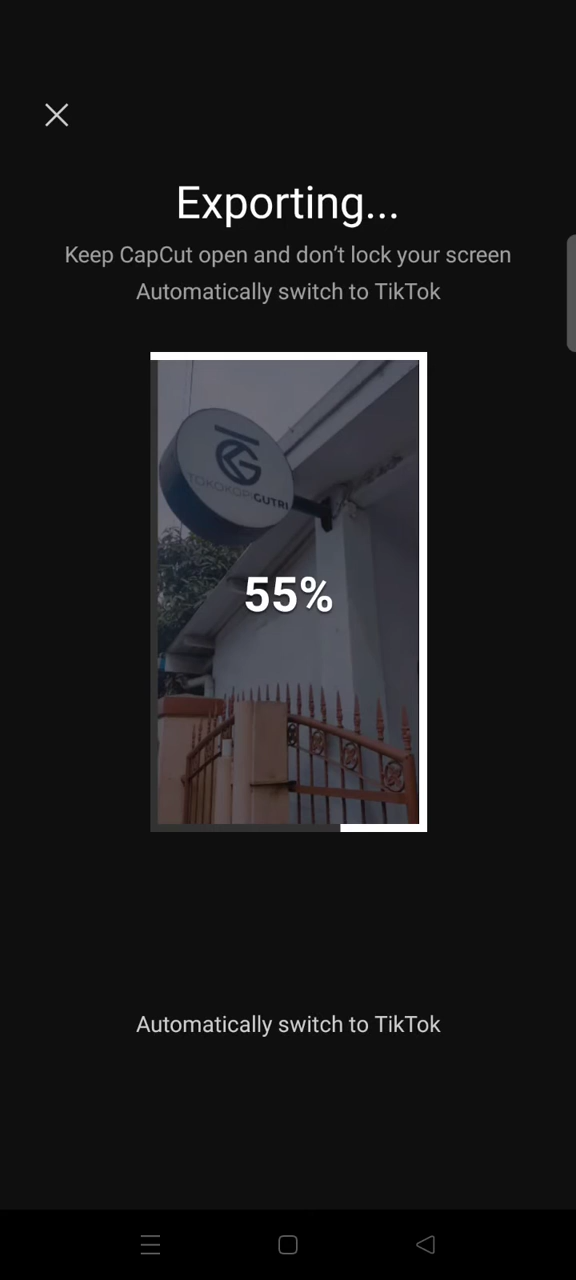 Exporting...
Keep CapCut open and don't lock your screen
Automatically switch to TikTok
TOKOKOPIGUTRI
55%
Automatically switch to TikTok